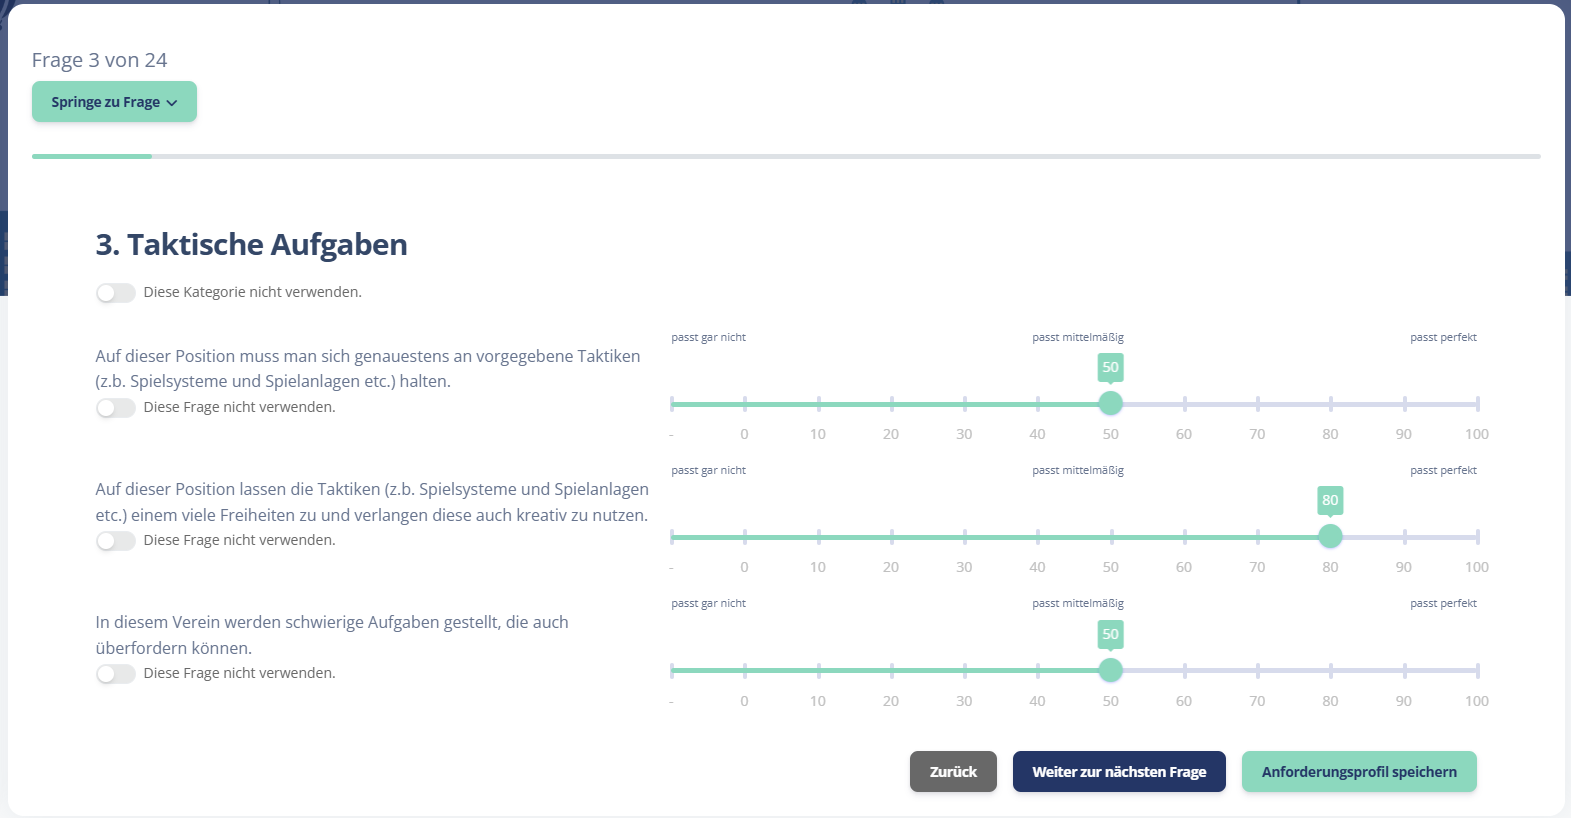 Frage 3 von 24
Springe zu Frage
3. Taktische Aufgaben
Diese Kategorie nicht verwenden.
passt gar nicht passt mittelmäßig passt perfekt
Auf dieser Position muss man sich genauestens an vorgegebene Taktiken
(z.b. Spielsysteme und Spielanlagen etc.) halten.
Diese Frage nicht verwenden.
50
- 0 10 20 30 40 50 60 70 80 90 100
passt gar nicht passt mittelmäßig passt perfekt
Auf dieser Position lassen die Taktiken (z.b. Spielsysteme und Spielanlagen
etc.) einem viele Freiheiten zu und verlangen diese auch kreativ zu nutzen.
Diese Frage nicht verwenden.
80
- 0 10 20 30 40 50 60 70 80 90 100
passt gar nicht passt mittelmäßig passt perfekt
In diesem Verein werden schwierige Aufgaben gestellt, die auch
überfordern können.
Diese Frage nicht verwenden.
50
- 0 10 20 30 40 50 60 70 80 90 100
Zurück Weiter zur nächsten Frage Anforderungsprofil speichern